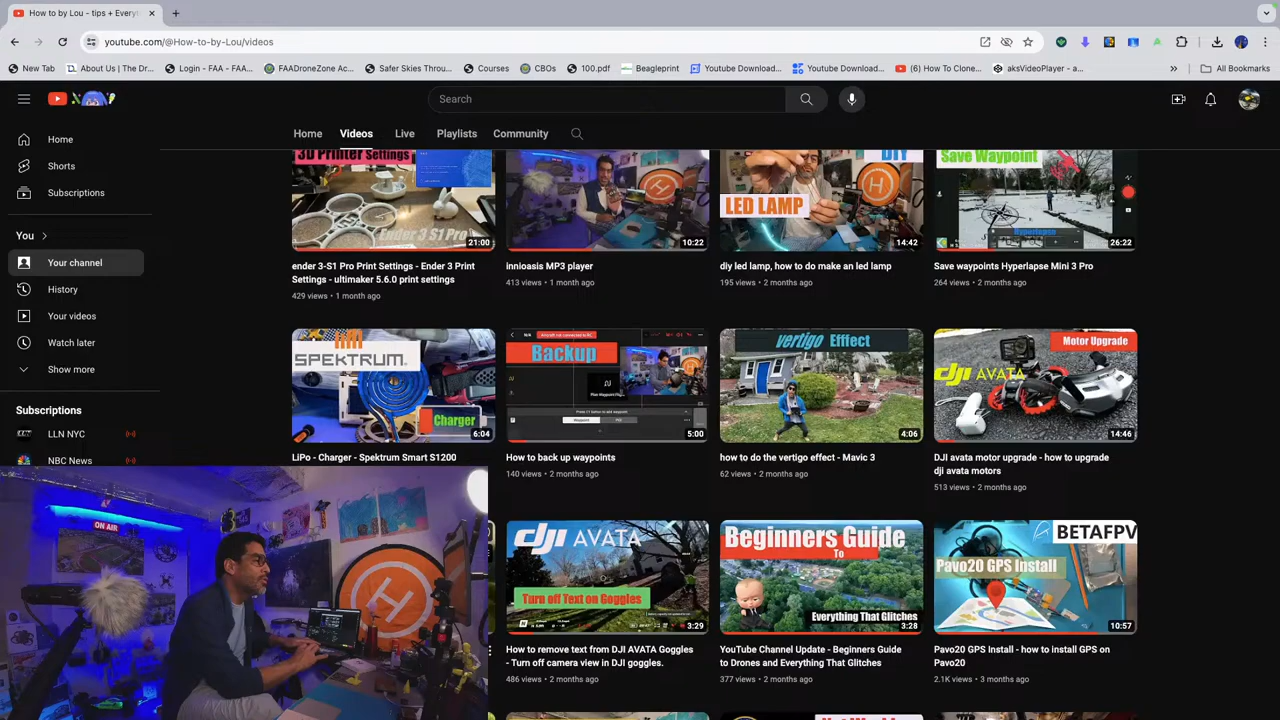 How to by Lou - tips + Everyt
youtube.com/@How-to-by-Lou/videos
New Tab
About Us | The Dr...
Login - FAA - FAA...
FAADroneZone Ac...
Safer Skies Throu...
Courses
CBOs
100.pdf
Beagleprint
Youtube Download...
Youtube Download...
(6) How To Clone...
aksVideoPlayer - a...
All Bookmarks
Search
Home
Videos
Live
Playlists
Community
Home
Shorts
Subscriptions
You
Your channel
History
Your videos
Watch later
Show more
Subscriptions
LLN NYC
NBC News
3D Printer Settings
Ender 3 S1 Pro
21:00
ender 3-S1 Pro Print Settings - Ender 3 Print
Settings - ultimaker 5.6.0 print settings
429 views • 1 month ago
H
10:22
innioasis MP3 player
413 views • 1 month ago
DIY
LED LAMP
H
14:42
diy led lamp, how to do make an led lamp
195 views • 2 months ago
Save Waypoint
Hyperlapse
26:22
Save waypoints Hyperlapse Mini 3 Pro
264 views • 2 months ago
SPEKTRUM
Charger
6:04
LiPo - Charger - Spektrum Smart S1200
Backup
5:00
How to back up waypoints
140 views • 2 months ago
vertigo Effect
4:06
how to do the vertigo effect - Mavic 3
62 views • 2 months ago
Motor Upgrade
dji AVATA
14:46
DJI avata motor upgrade - how to upgrade
dji avata motors
513 views • 2 months ago
dji AVATA
Turn off Text on Goggles
3:29
How to remove text from DJI AVATA Goggles
- Turn off camera view in DJI goggles.
486 views • 2 months ago
Beginners Guide
To
Everything That Glitches
3:28
YouTube Channel Update - Beginners Guide
to Drones and Everything That Glitches
377 views • 2 months ago
BETAFPV
Pavo20 GPS Install
10:57
Pavo20 GPS Install - how to install GPS on
Pavo20
2.1K views • 3 months ago
ON AIR
H